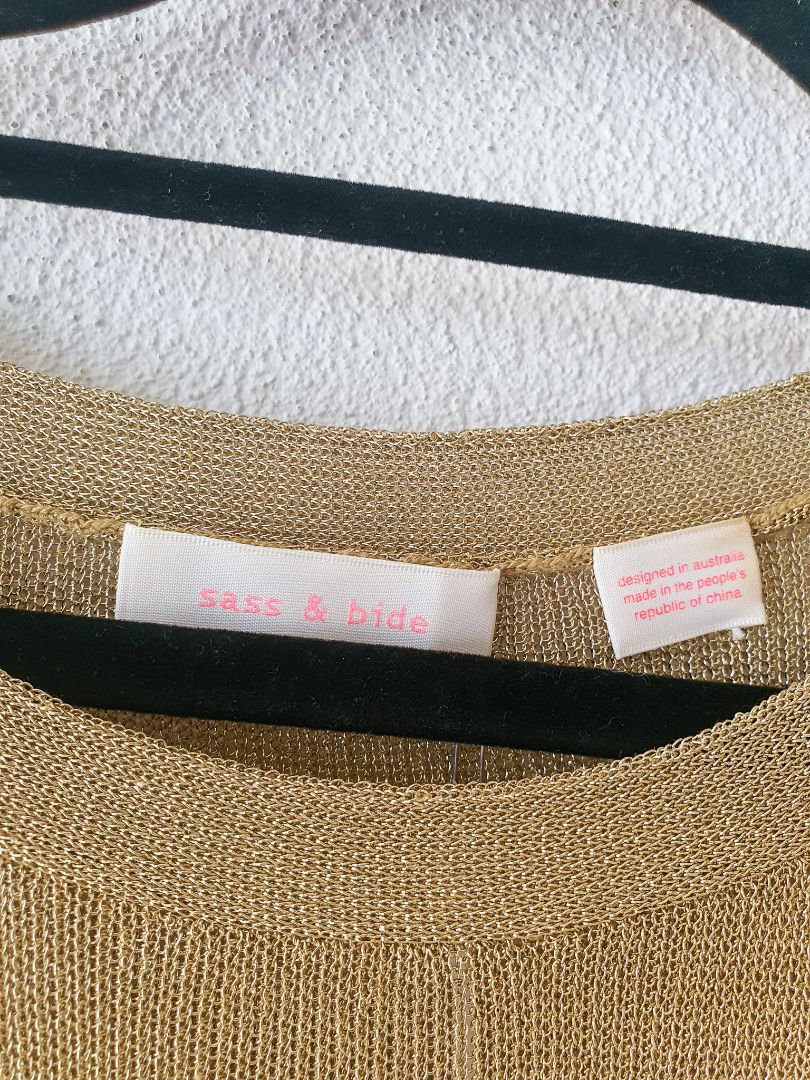 sass & bide
designed in australia
made in the people's
republic of china